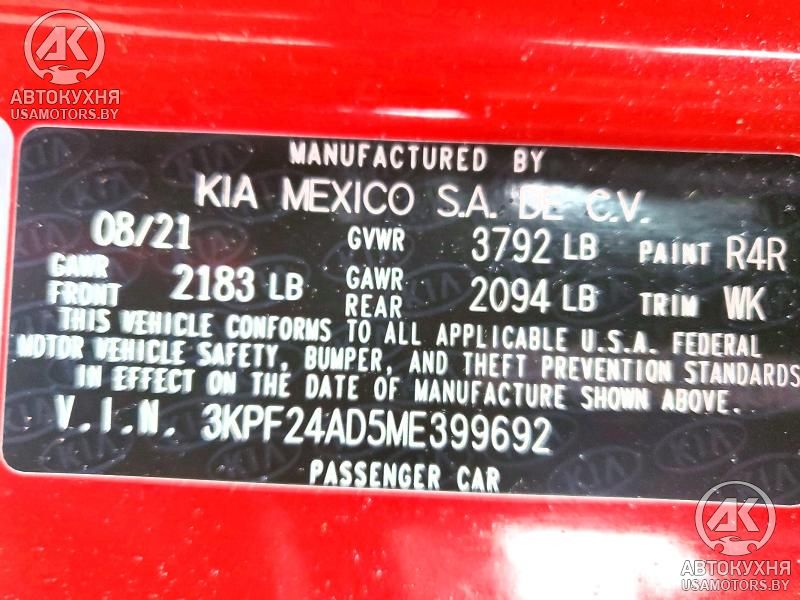 АК
АВТОКУХНЯ
USAMOTORS.BY
MANUFACTURED BY
KIA MEXICO S.A. DE C.V.
08/21 GVWR 3792 LB PAINT R4R
GAWR FRONT 2183 LB GAWR REAR 2094 LB TRIM WK
THIS VEHICLE CONFORMS TO ALL APPLICABLE U.S.A. FEDERAL
MOTOR VEHICLE SAFETY, BUMPER, AND THEFT PREVENTION STANDARDS
IN EFFECT ON THE DATE OF MANUFACTURE SHOWN ABOVE.
V.I.N. 3KPF24AD5ME399692
PASSENGER CAR
АК
АВТОКУХНЯ
USAMOTORS.BY